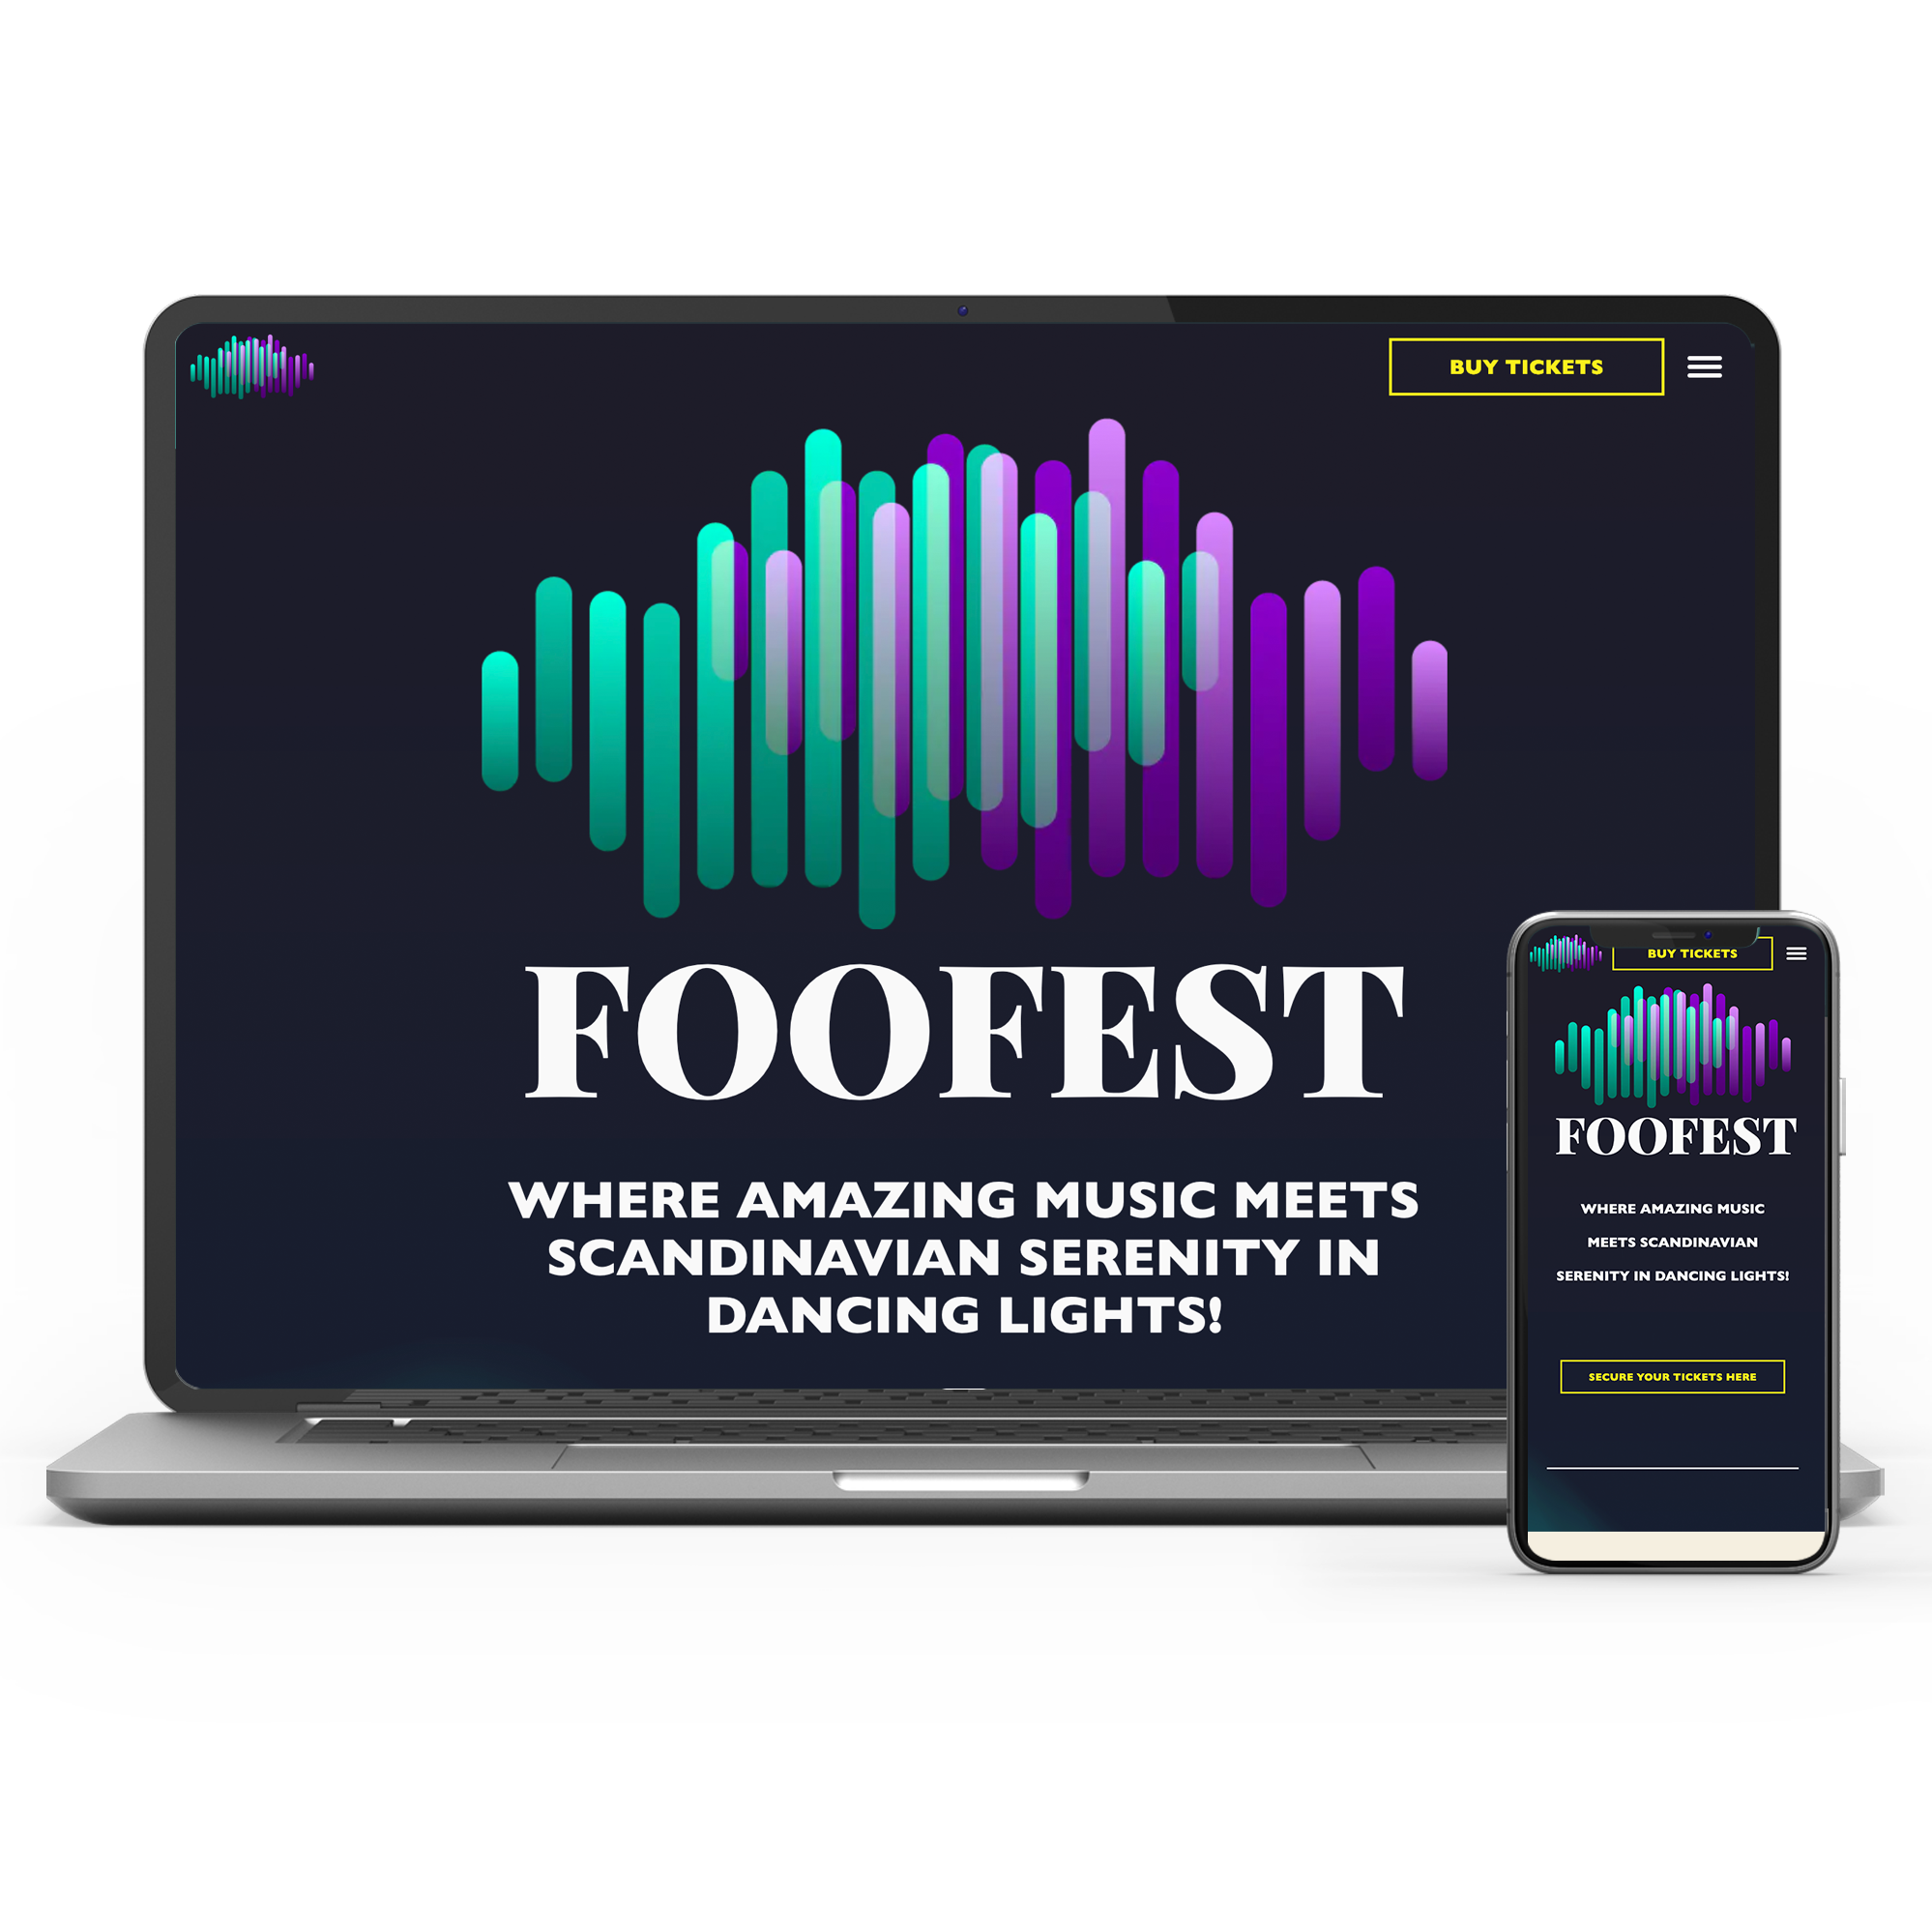 BUY TICKETS
FOOFEST
WHERE AMAZING MUSIC MEETS
SCANDINAVIAN SERENITY IN
DANCING LIGHTS!
BUY TICKETS
FOOFEST
WHERE AMAZING MUSIC
MEETS SCANDINAVIAN
SERENITY IN DANCING LIGHTS!
SECURE YOUR TICKETS HERE